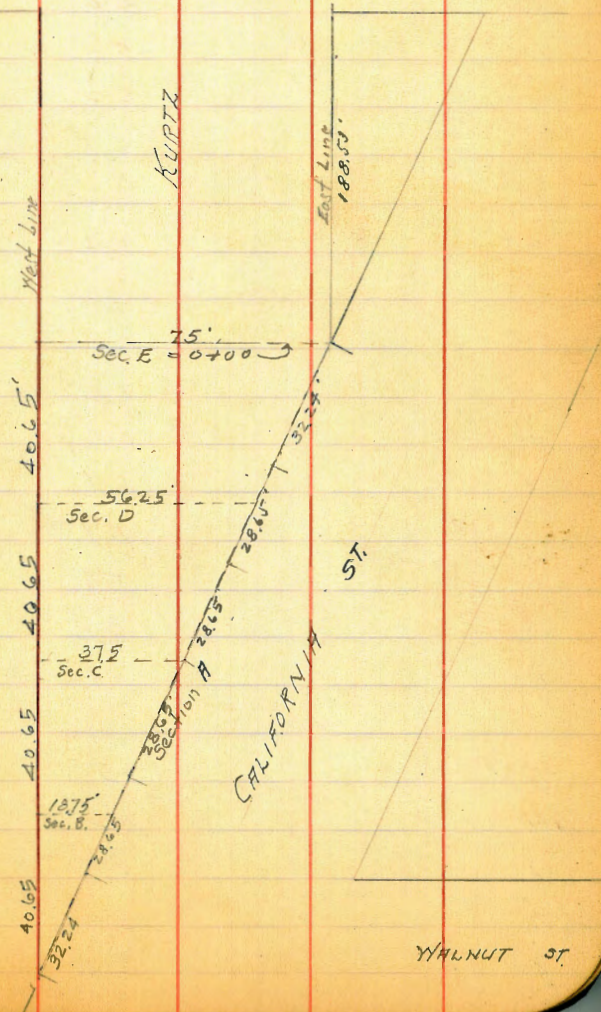 KURTZ
East Line
188.53'
West Line
75'
Sec. E = 0+00
32.24'
40.65'
56.25'
Sec. D
28.65'
ST.
40.65
28.65
37.5
Sec. C.
Section A
28.65
CALIFORNIA
40.65
18.75'
Sec. B.
28.65
40.65
32.24
WALNUT ST.